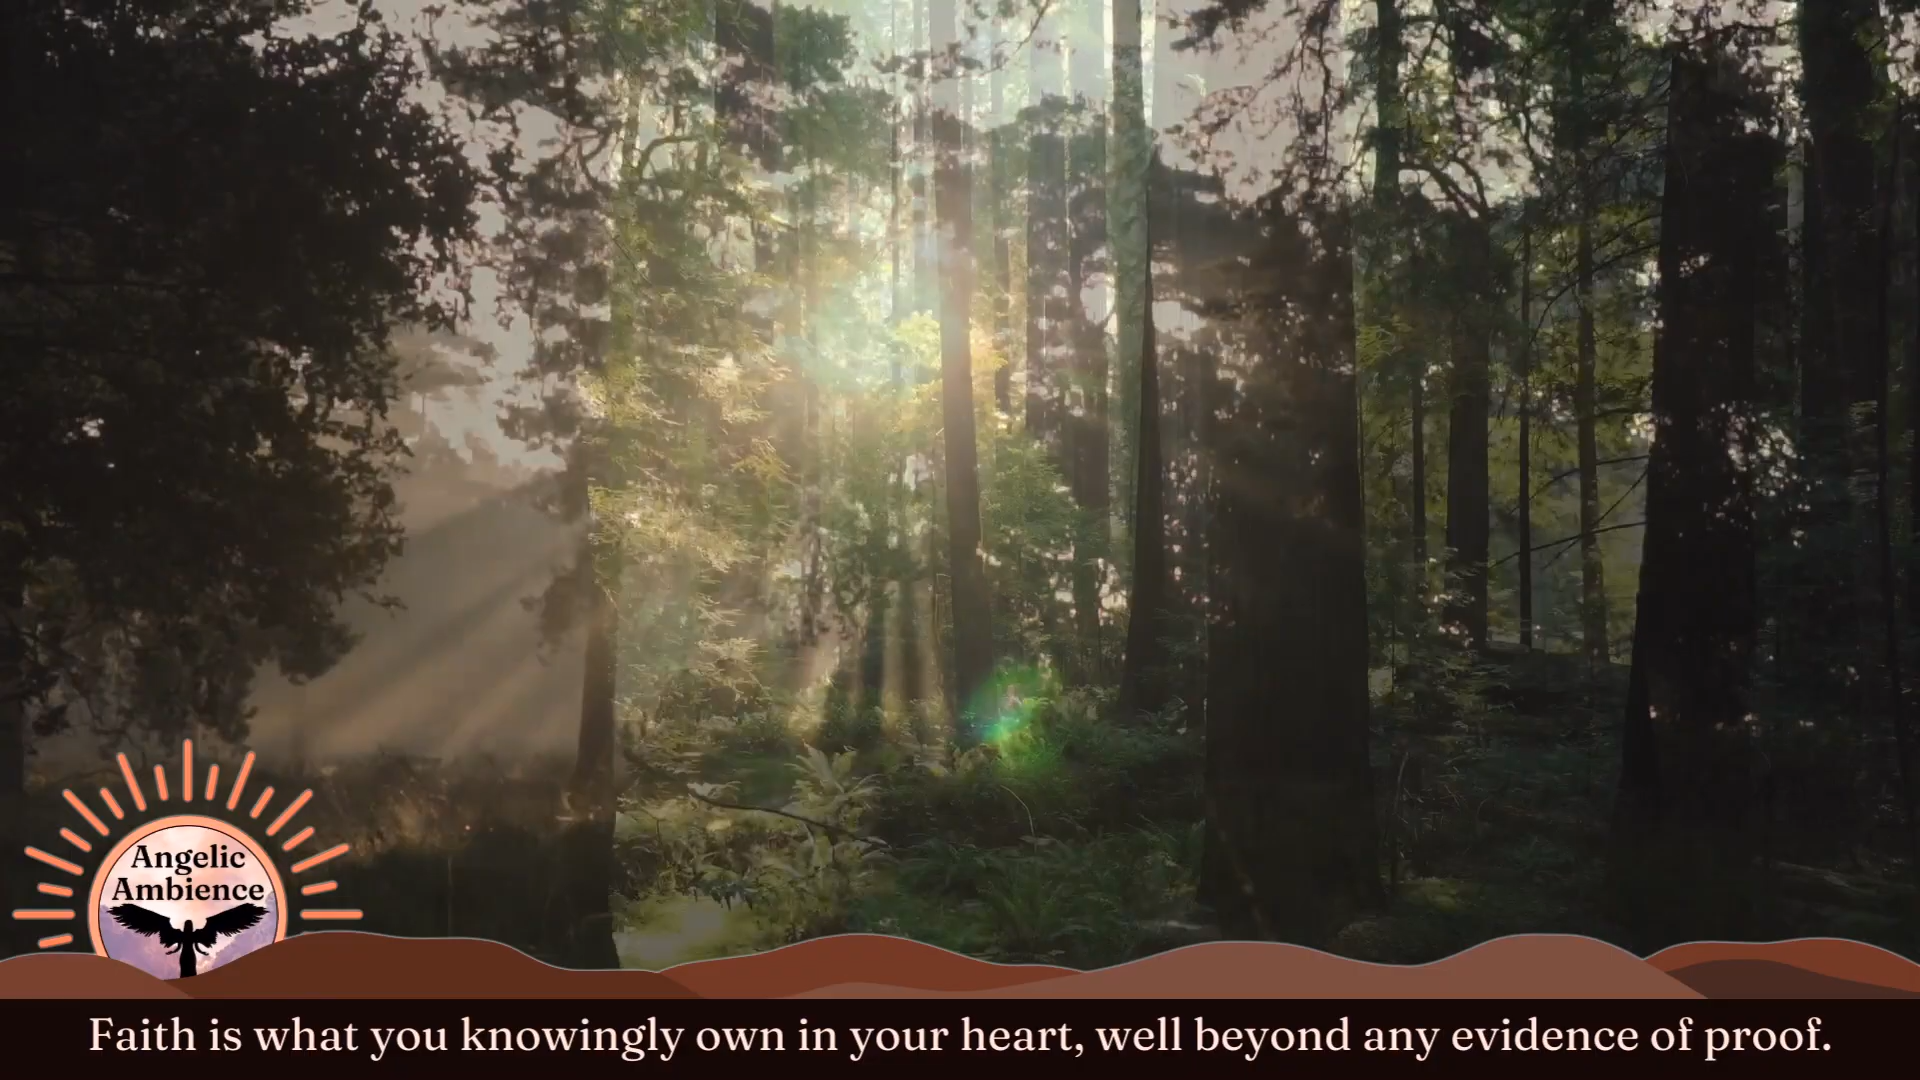 Angelic
Ambience
Faith is what you knowingly own in your heart, well beyond any evidence of proof.